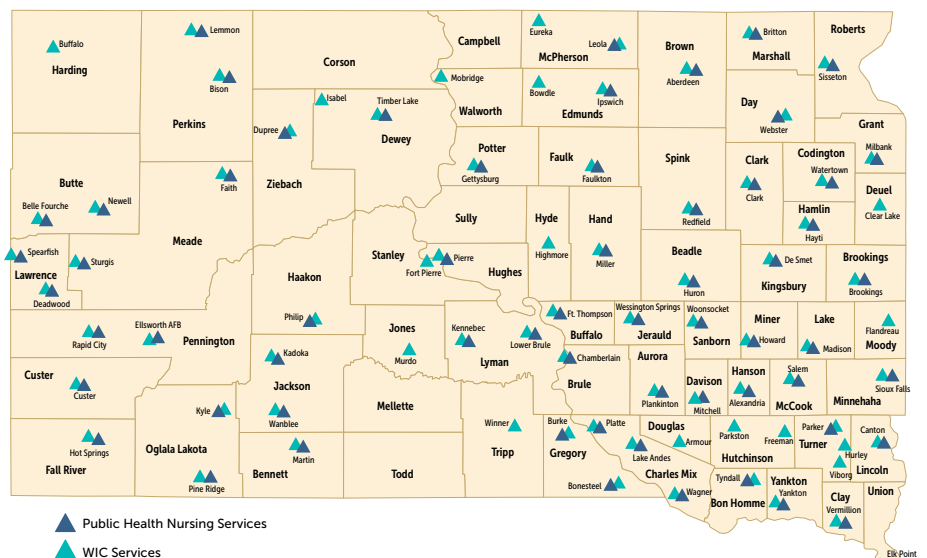 Eureka
Buffalo
Harding
Lemmon
Bison
Perkins
Corson
Campbell
Leola
McPherson
Brown
Aberdeen
Britton
Marshall
Roberts
Sisseton
Mobridge
Walworth
Bowdle
Ipswich
Edmunds
Day
Webster
Grant
Milbank
Isabel
Timber Lake
Dupree
Dewey
Ziebach
Potter
Gettysburg
Faulk
Faulkton
Spink
Redfield
Clark
Clark
Codington
Watertown
Deuel
Clear Lake
Hamlin
Hayti
Butte
Belle Fourche
Newell
Faith
Meade
Spearfish
Lawrence
Deadwood
Sturgis
Haakon
Philip
Stanley
Fort Pierre
Pierre
Sully
Hughes
Hyde
Highmore
Hand
Miller
Beadle
Huron
De Smet
Kingsbury
Brookings
Brookings
Rapid City
Ellsworth AFB
Pennington
Jones
Murdo
Kennebec
Lyman
Lower Brule
Ft. Thompson
Buffalo
Wessington Springs
Jerauld
Woonsocket
Sanborn
Miner
Howard
Lake
Madison
Flandreau
Moody
Custer
Custer
Kadoka
Jackson
Wanblee
Mellette
Chamberlain
Brule
Aurora
Plankinton
Davison
Mitchell
Hanson
Alexandria
Salem
McCook
Sioux Falls
Minnehaha
Kyle
Oglala Lakota
Pine Ridge
Hot Springs
Fall River
Martin
Bennett
Todd
Winner
Tripp
Burke
Gregory
Bonesteel
Platte
Lake Andes
Charles Mix
Wagner
Douglas
Armour
Parkston
Hutchinson
Freeman
Parker
Turner
Hurley
Viborg
Canton
Lincoln
Tyndall
Bon Homme
Yankton
Yankton
Clay
Vermillion
Union
Elk Point
Public Health Nursing Services
WIC Services